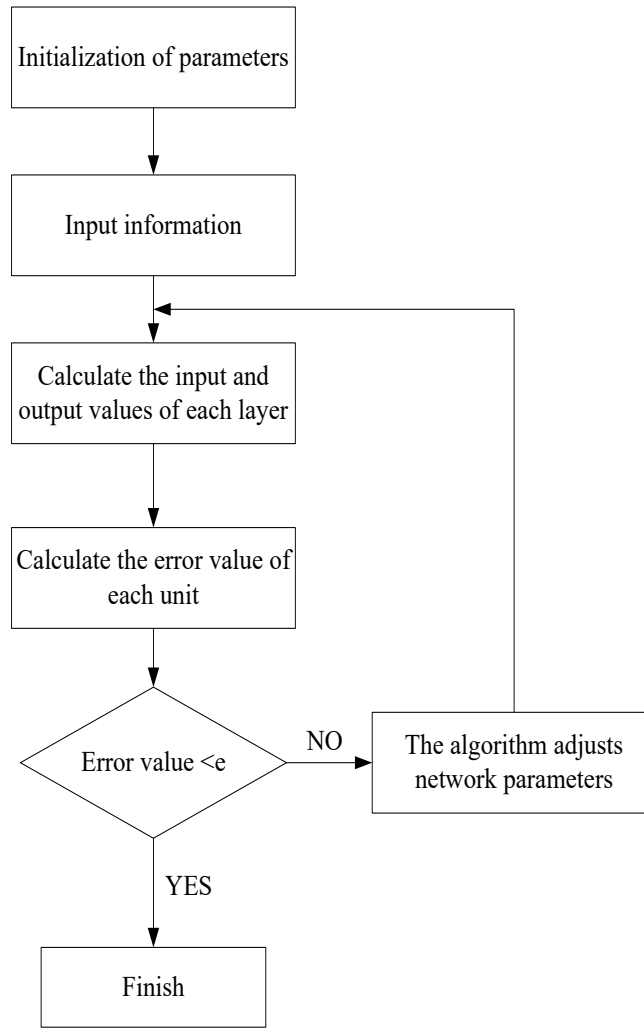 Initialization of parameters
Input information
Calculate the input and
output values of each layer
Calculate the error value of
each unit
Error value <e
NO
The algorithm adjusts
network parameters
YES
Finish